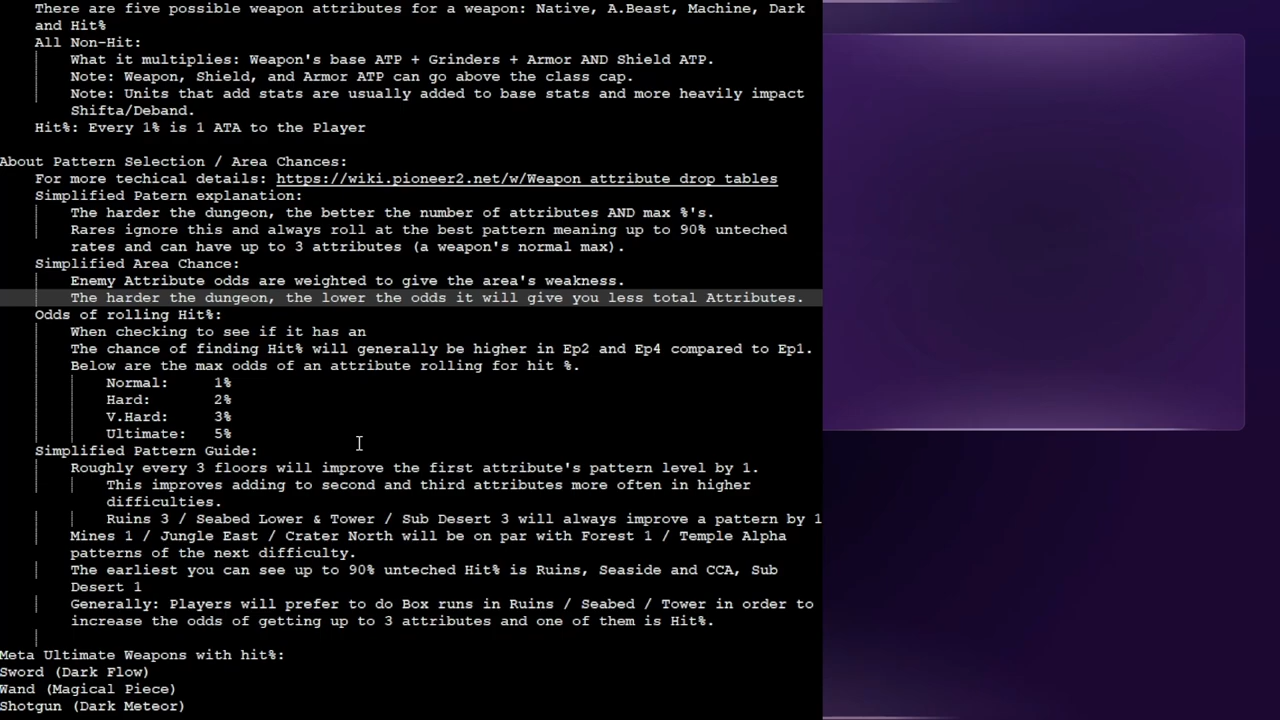 There are five possible weapon attributes for a weapon: Native, A.Beast, Machine, Dark
and Hit%
All Non-Hit:
What it multiplies: Weapon's base ATP + Grinders + Armor AND Shield ATP.
Note: Weapon, Shield, and Armor ATP can go above the class cap.
Note: Units that add stats are usually added to base stats and more heavily impact
Shifta/Deband.
Hit%: Every 1% is 1 ATA to the Player
About Pattern Selection / Area Chances:
For more techical details: https://wiki.pioneer2.net/w/Weapon_attribute_drop_tables
Simplified Patern explanation:
The harder the dungeon, the better the number of attributes AND max %'s.
Rares ignore this and always roll at the best pattern meaning up to 90% unteched
rates and can have up to 3 attributes (a weapon's normal max).
Simplified Area Chance:
Enemy Attribute odds are weighted to give the area's weakness.
The harder the dungeon, the lower the odds it will give you less total Attributes.
Odds of rolling Hit%:
When checking to see if it has an
The chance of finding Hit% will generally be higher in Ep2 and Ep4 compared to Ep1.
Below are the max odds of an attribute rolling for hit %.
Normal: 1%
Hard: 2%
V.Hard: 3%
Ultimate: 5%
Simplified Pattern Guide:
Roughly every 3 floors will improve the first attribute's pattern level by 1.
This improves adding to second and third attributes more often in higher
difficulties.
Ruins 3 / Seabed Lower & Tower / Sub Desert 3 will always improve a pattern by 1
Mines 1 / Jungle East / Crater North will be on par with Forest 1 / Temple Alpha
patterns of the next difficulty.
The earliest you can see up to 90% unteched Hit% is Ruins, Seaside and CCA, Sub
Desert 1
Generally: Players will prefer to do Box runs in Ruins / Seabed / Tower in order to
increase the odds of getting up to 3 attributes and one of them is Hit%.
Meta Ultimate Weapons with hit%:
Sword (Dark Flow)
Wand (Magical Piece)
Shotgun (Dark Meteor)